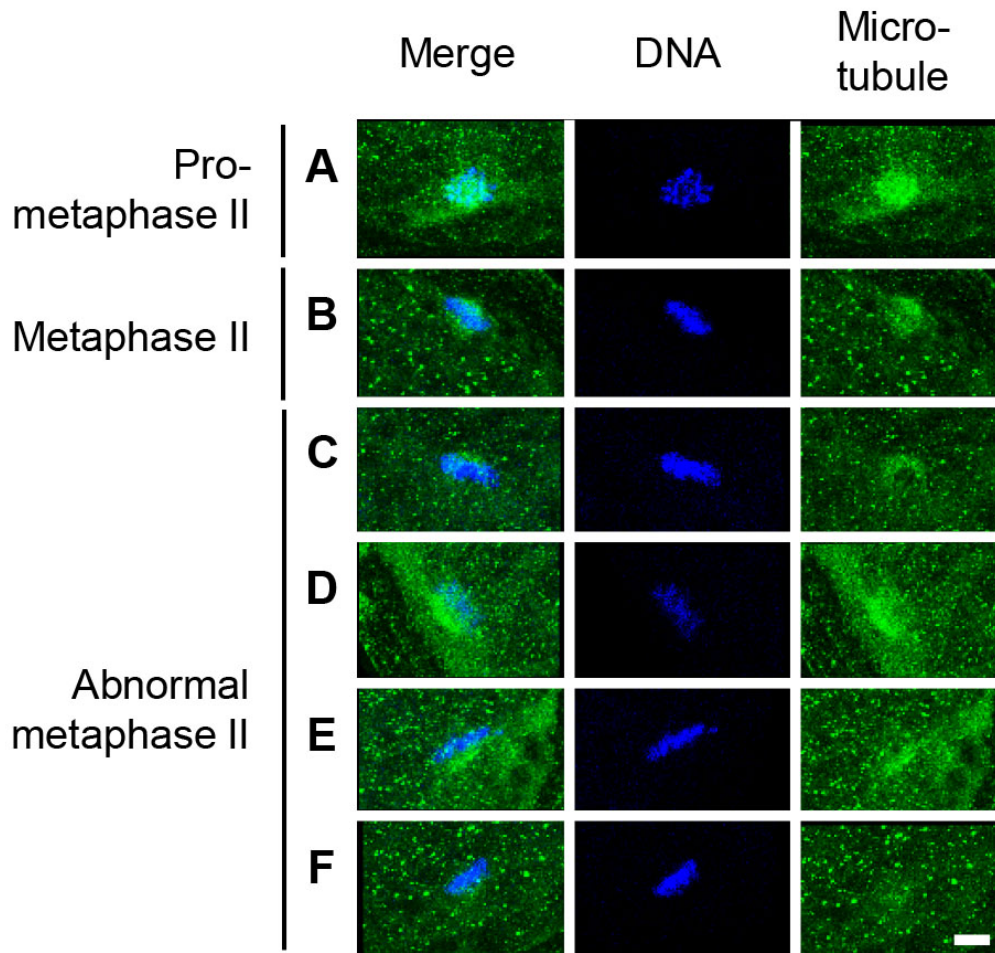 Merge
DNA
Micro-
tubule
Pro-
metaphase II
A
Metaphase II
B
C
D
Abnormal
metaphase II
E
F